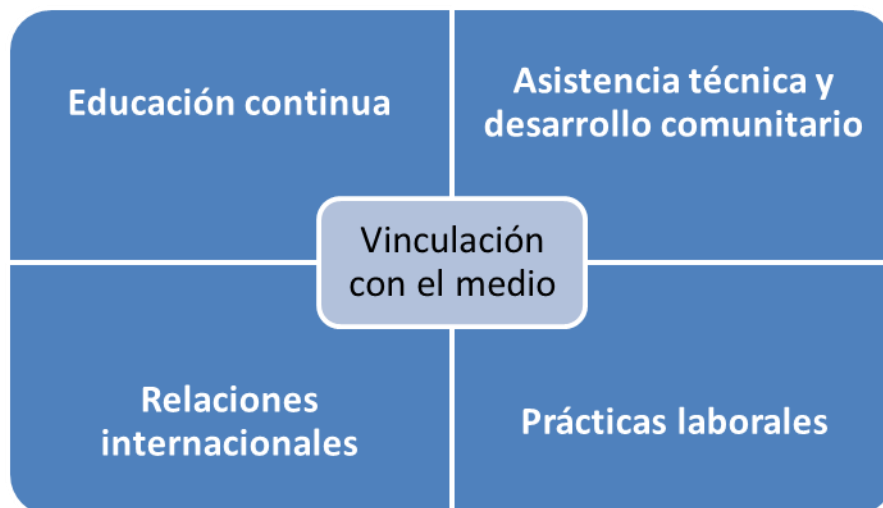 Educación continua
Asistencia técnica y
desarrollo comunitario
Vinculación
con el medio
Relaciones
internacionales
Prácticas laborales